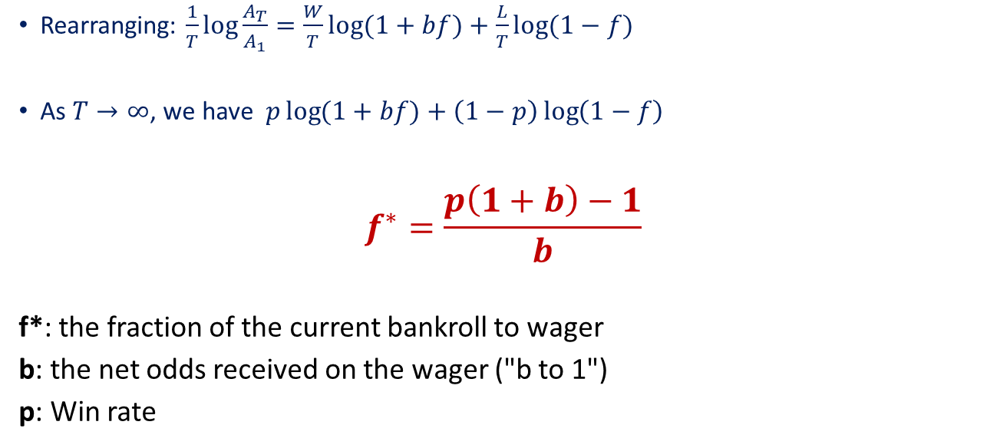 • Rearranging: $\frac{1}{T}\log\frac{A_T}{A_1} = \frac{W}{T}\log(1 + bf) + \frac{L}{T}\log(1 - f)$
• As $T \to \infty$, we have $p\log(1 + bf) + (1 - p)\log(1 - f)$
$f^* = \frac{p(1 + b) - 1}{b}$
f*: the fraction of the current bankroll to wager
b: the net odds received on the wager ("b to 1")
p: Win rate